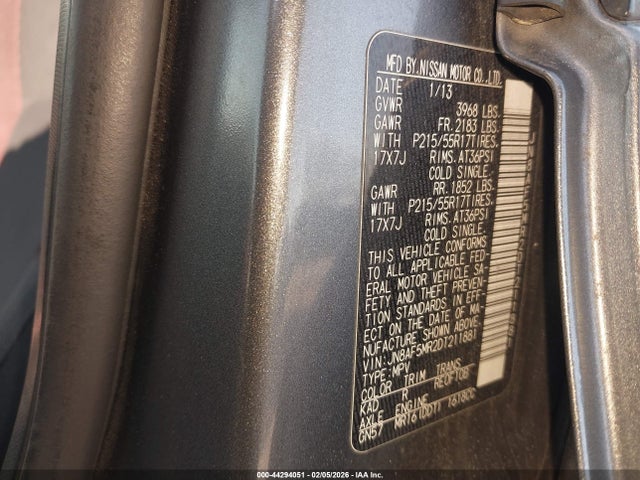 MFD BY NISSAN MOTOR CO.,LTD.
DATE 1/13
GVWR 3968 LBS.
GAWR FR. 2183 LBS.
WITH P215/55R17TIRES.
17X7J RIMS. AT36PSI
COLD SINGLE.
GAWR RR. 1852 LBS.
WITH P215/55R17TIRES.
17X7J RIMS. AT36PSI
COLD SINGLE.
THIS VEHICLE CONFORMS
TO ALL APPLICABLE FED-
ERAL MOTOR VEHICLE SA-
FETY AND THEFT PREVEN-
TION STANDARDS IN EFF-
ECT ON THE DATE OF MA-
NUFACTURE SHOWN ABOVE.
VIN: JN8AF5MR2DT211881
TYPE: MPV
COLOR TRIM TRANS
KAD R RE0F10B
AXLE ENGINE
GN57 MR16DDT 1618CC
000-44294051 - 02/05/2026 - IAA Inc.